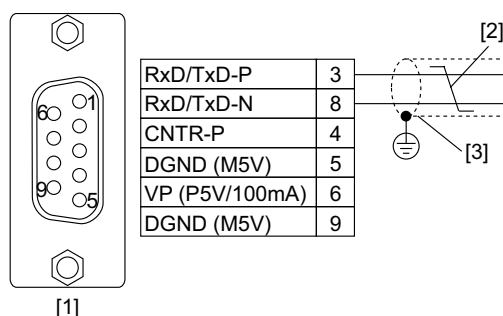 [2]
1
6
9
5
RxD/TxD-P 3
RxD/TxD-N 8
CNTR-P 4
DGND (M5V) 5
VP (P5V/100mA) 6
DGND (M5V) 9
[3]
[1]